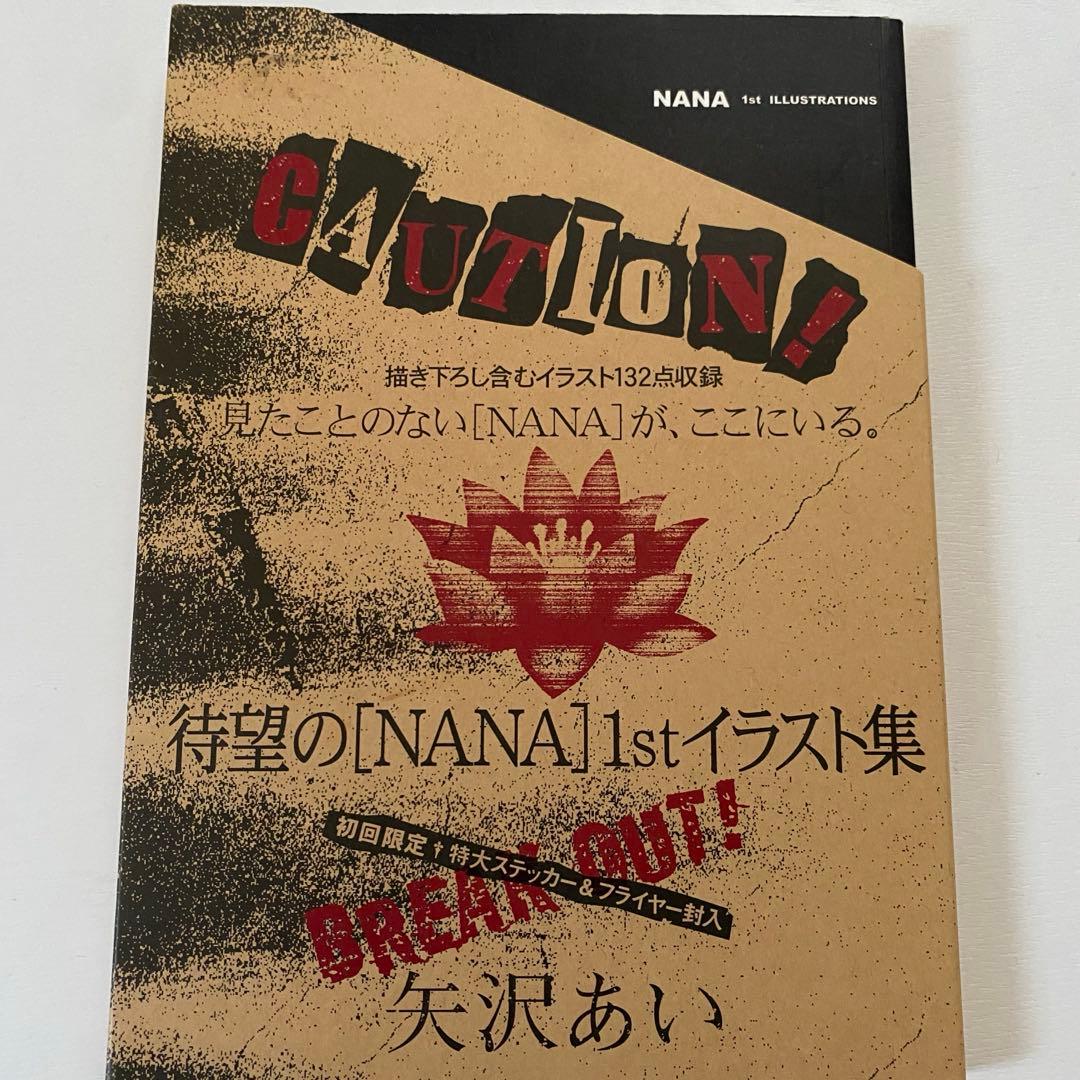 NANA 1st ILLUSTRATIONS
CAUTION!
描き下ろし含むイラスト132点収録
見たことのない[NANA]が、ここにいる。
待望の[NANA]1stイラスト集
BREAK OUT!
初回限定†特大ステッカー&フライヤー封入
矢沢あい